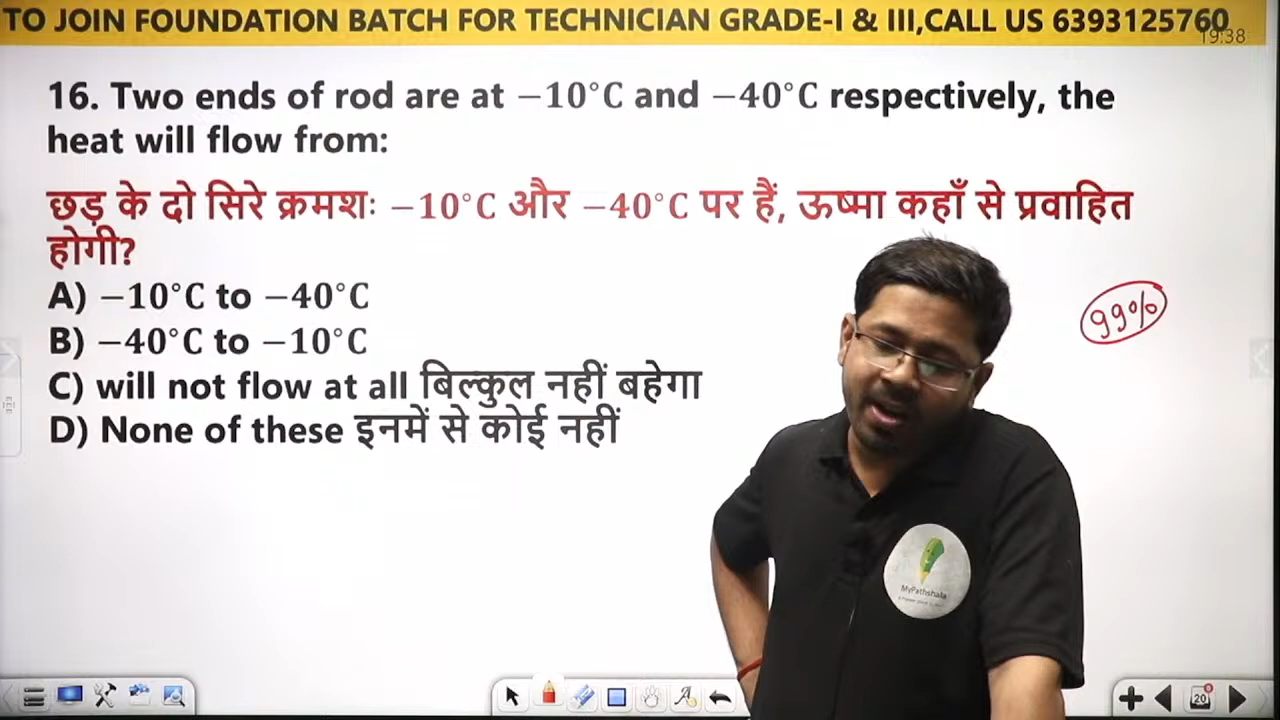 TO JOIN FOUNDATION BATCH FOR TECHNICIAN GRADE-I & III,CALL US 6393125760
19:38
16. Two ends of rod are at −10°C and −40°C respectively, the
heat will flow from:
छड़ के दो सिरे क्रमशः −10°C और −40°C पर हैं, ऊष्मा कहाँ से प्रवाहित
होगी?
A) −10°C to −40°C
99%
B) −40°C to −10°C
C) will not flow at all बिल्कुल नहीं बहेगा
D) None of these इनमें से कोई नहीं
MyPathshala
20